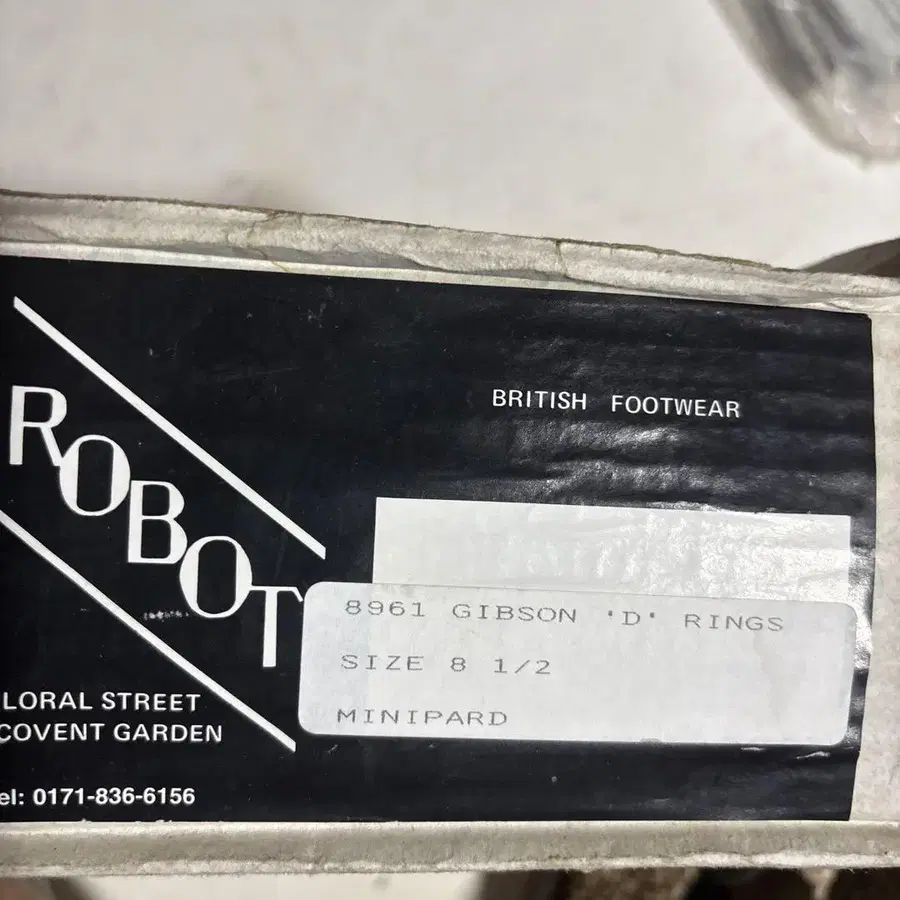 ROBOT
BRITISH FOOTWEAR
8961 GIBSON 'D' RINGS
SIZE 8 1/2
MINIPARD
LORAL STREET
COVENT GARDEN
el: 0171-836-6156